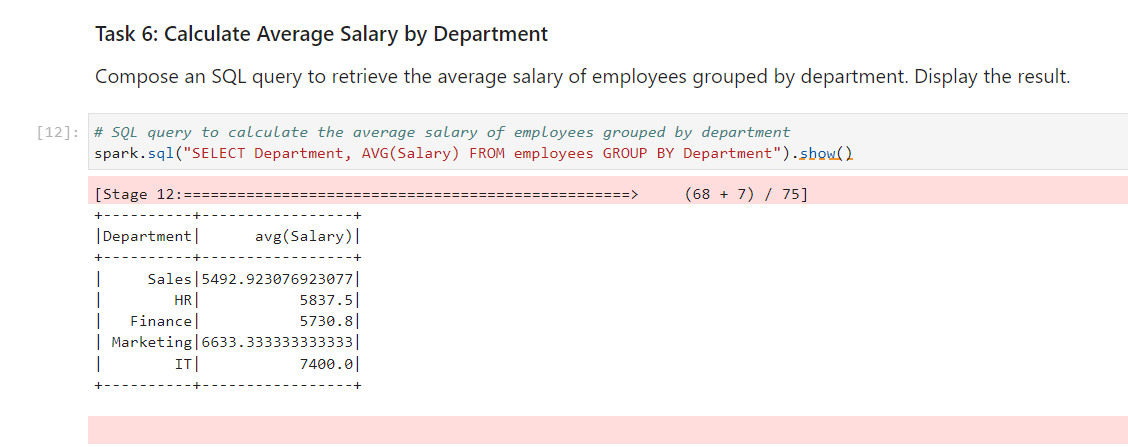 Task 6: Calculate Average Salary by Department
Compose an SQL query to retrieve the average salary of employees grouped by department. Display the result.
[12]: # SQL query to calculate the average salary of employees grouped by department
spark.sql("SELECT Department, AVG(Salary) FROM employees GROUP BY Department").show()
[Stage 12:==================================================>     (68 + 7) / 75]
+----------+-----------------+
|Department|      avg(Salary)|
+----------+-----------------+
|     Sales|5492.923076923077|
|        HR|           5837.5|
|   Finance|           5730.8|
| Marketing|6633.333333333333|
|        IT|           7400.0|
+----------+-----------------+